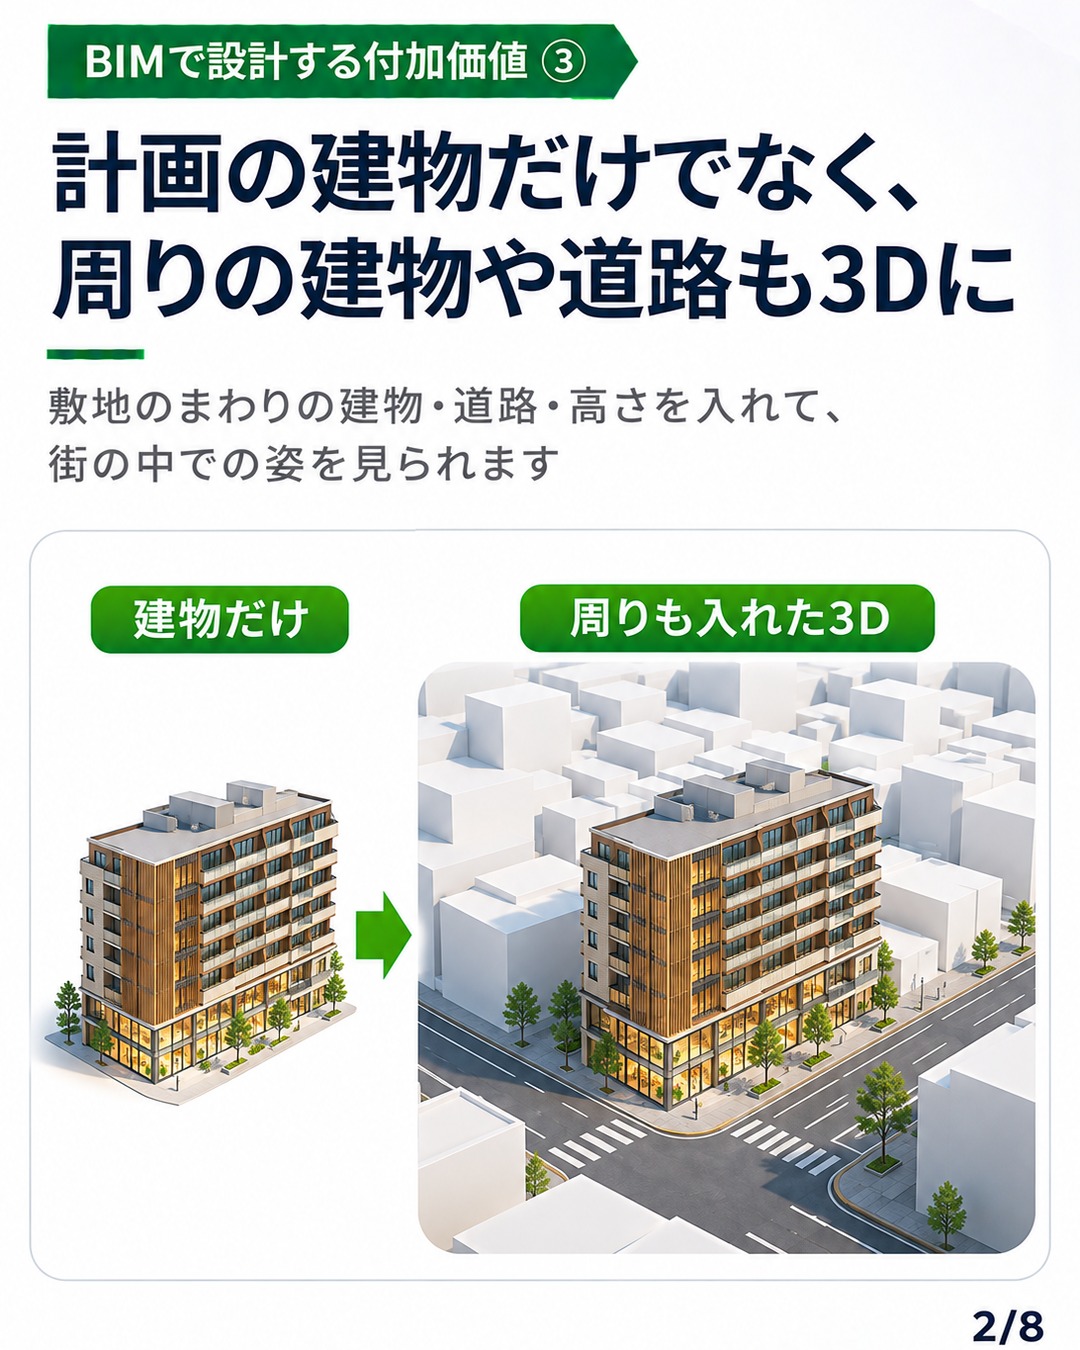 BIMで設計する付加価値 ③
計画の建物だけでなく、
周りの建物や道路も3Dに
敷地のまわりの建物・道路・高さを入れて、
街の中での姿を見られます
建物だけ
周りも入れた3D
2/8